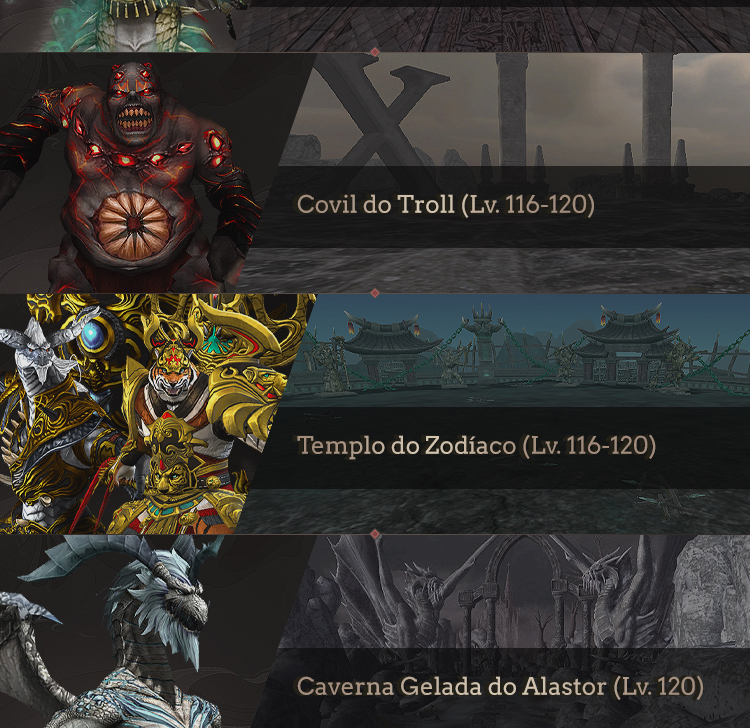 Covil do Troll (Lv. 116-120)
Templo do Zodíaco (Lv. 116-120)
Caverna Gelada do Alastor (Lv. 120)